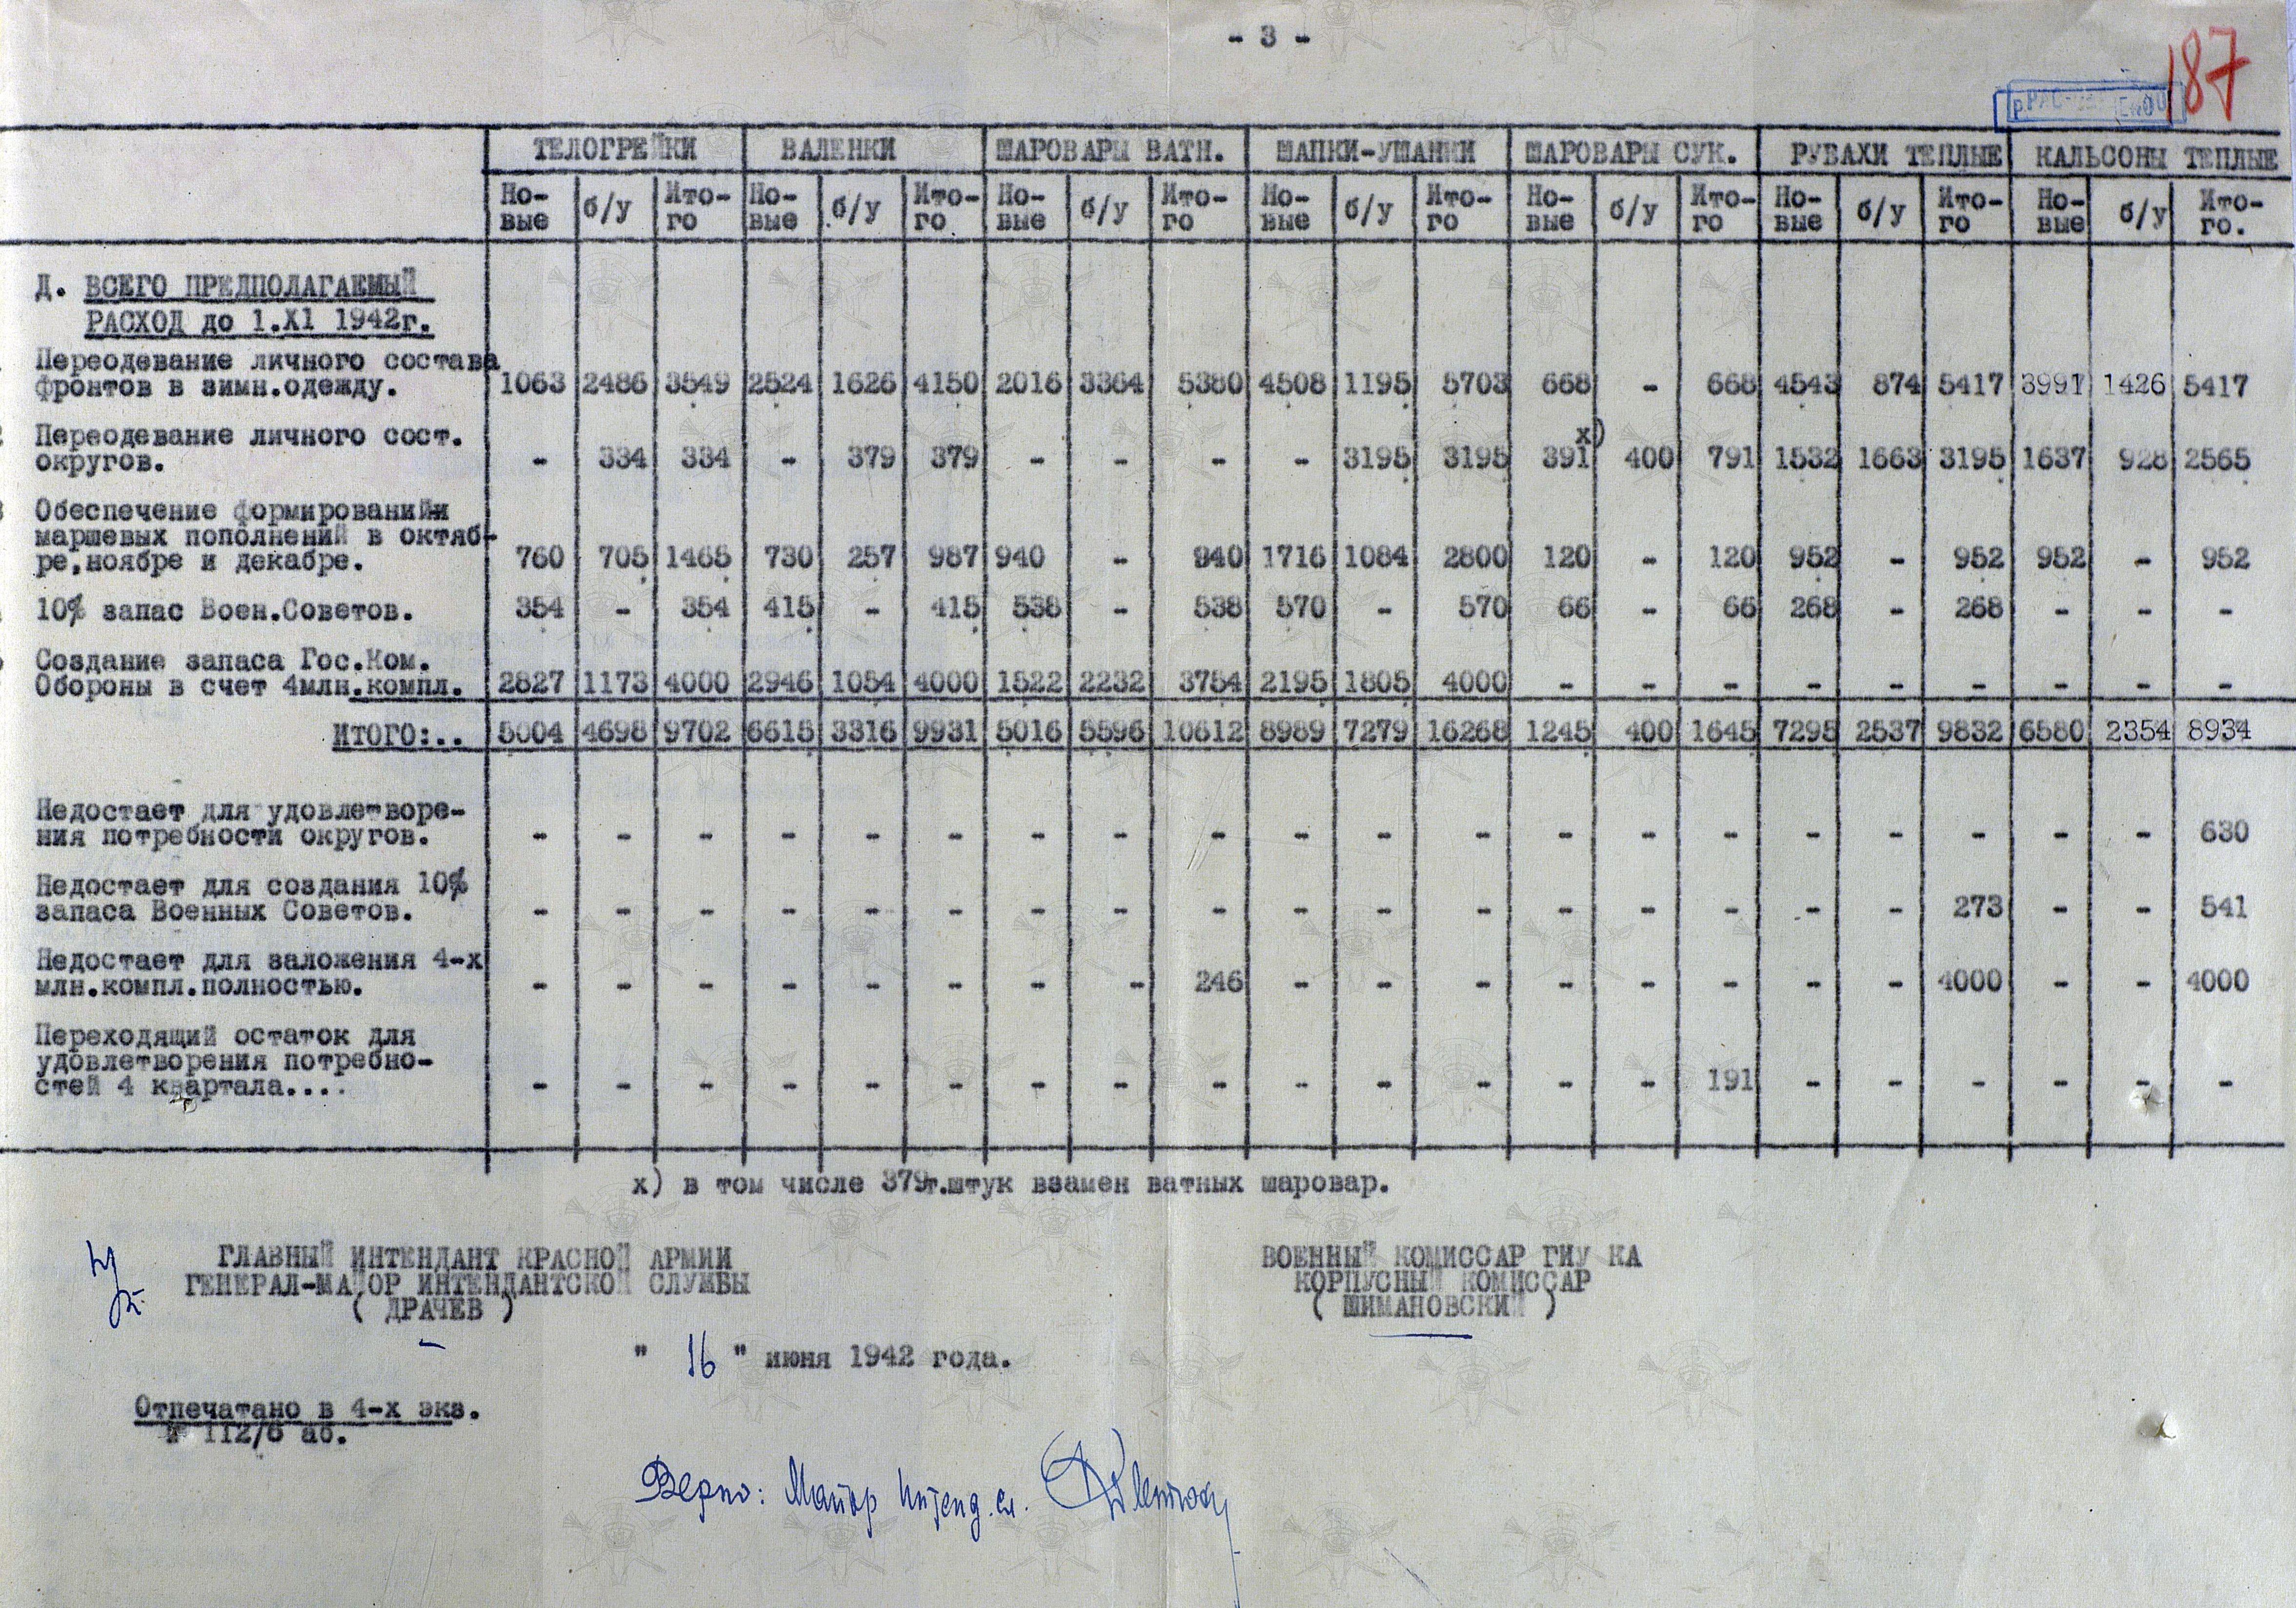 - 3 -
187
ТЕЛОГРЕЙКИ ВАЛЕНКИ ШАРОВАРЫ ВАТН. ШАПКИ-УШАНКИ ШАРОВАРЫ СУК. РУБАХИ ТЕПЛЫЕ КАЛЬСОНЫ ТЕПЛЫЕ
Но- б/у Ито- Но- б/у Ито- Но- б/у Ито- Но- б/у Ито- Но- б/у Ито- Но- б/у Ито- Но- б/у Ито-
вые го вые го вые го вые го вые го вые го вые го.
Д. ВСЕГО ПРЕДПОЛАГАЕМЫЙ
РАСХОД до 1.XI 1942г.
Переодевание личного состава
фронтов в зимн.одежду. 1063 2486 3549 2524 1626 4150 2016 3364 5380 4508 1195 5703 668 - 668 4543 874 5417 3991 1426 5417
Переодевание личного сост. х)
округов. - 334 334 - 379 379 - - - - 3195 3195 391 400 791 1532 1663 3195 1637 928 2565
Обеспечение формированийи
маршевых пополнений в октяб-
ре,ноябре и декабре. 760 705 1465 730 257 987 940 - 940 1716 1084 2800 120 - 120 952 - 952 952 - 952
10% запас Воен.Советов. 354 - 354 415 - 415 538 - 538 570 - 570 66 - 66 268 - 268 - - -
Создание запаса Гос.Ком.
Обороны в счет 4млн.компл. 2827 1173 4000 2946 1054 4000 1522 2232 3754 2195 1805 4000 - - - - - - - - -
ИТОГО:.. 5004 4698 9702 6615 3316 9931 5016 5596 10612 8989 7279 16268 1245 400 1645 7295 2537 9832 6580 2354 8934
Недостает для удовлетворе-
ния потребности округов. - - - - - - - - - - - - - - - - - - - - 630
Недостает для создания 10%
запаса Военных Советов. - - - - - - - - - - - - - - - - - 273 - - 541
Недостает для заложения 4-х
млн.компл.полностью. - - - - - - - - 246 - - - - - - - - 4000 - - 4000
Переходящий остаток для
удовлетворения потребно-
стей 4 квартала.... - - - - - - - - - - - - - - 191 - - - - - -
х) в том числе 379т.штук взамен ватных шаровар.
ГЛАВНЫЙ ИНТЕНДАНТ КРАСНОЙ АРМИИ ВОЕННЫЙ КОМИССАР ГИУ КА
ГЕНЕРАЛ-МАЙОР ИНТЕНДАНТСКОЙ СЛУЖБЫ КОРПУСНЫЙ КОМИССАР
( ДРАЧЕВ ) ( ШИМАНОВСКИЙ )
" 16 " июня 1942 года.
Отпечатано в 4-х экз.
112/6 аб.
Верно: Майор Интенд. сл.